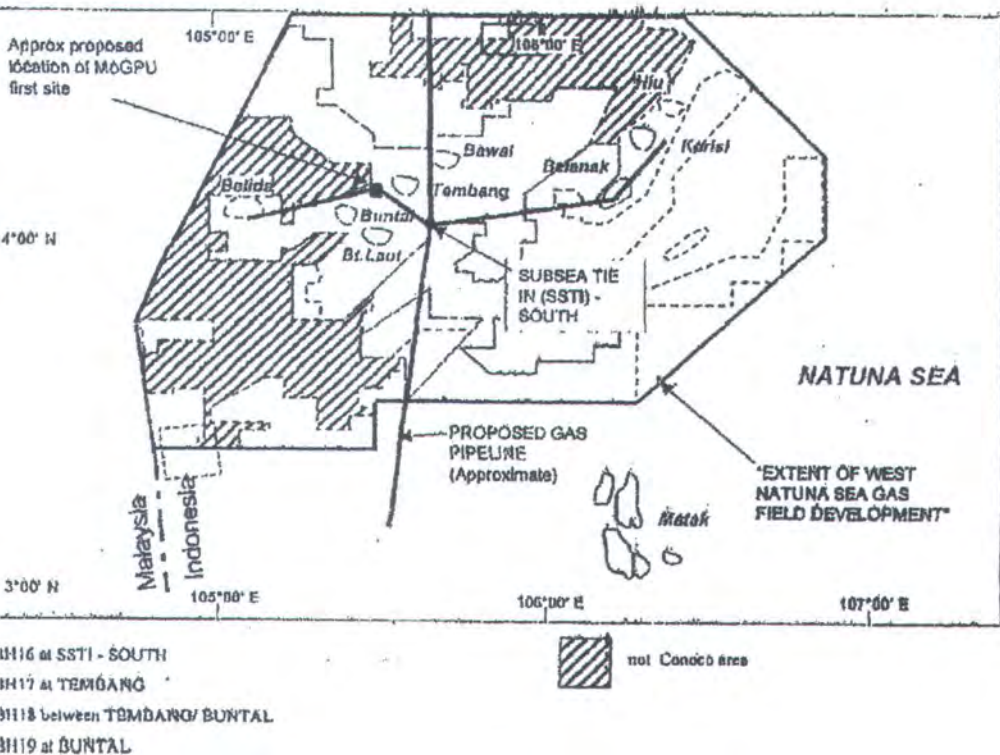 105°00' E
106°00' E
Approx proposed
location of MoGPU
first site
Hiu
Bawal
Belanak
Kerisi
Belida
Tembang
Buntal
Bt. Laut
4°00' N
SUBSEA TIE
IN (SSTI) -
SOUTH
NATUNA SEA
PROPOSED GAS
PIPELINE
(Approximate)
"EXTENT OF WEST
NATUNA SEA GAS
FIELD DEVELOPMENT"
Matak
Malaysia
Indonesia
3°00' N
105°00' E
106°00' E
107°00' E
BH16 at SSTI - SOUTH
BH17 at TEMBANG
BH18 between TEMBANG/ BUNTAL
BH19 at BUNTAL
not Conoco area